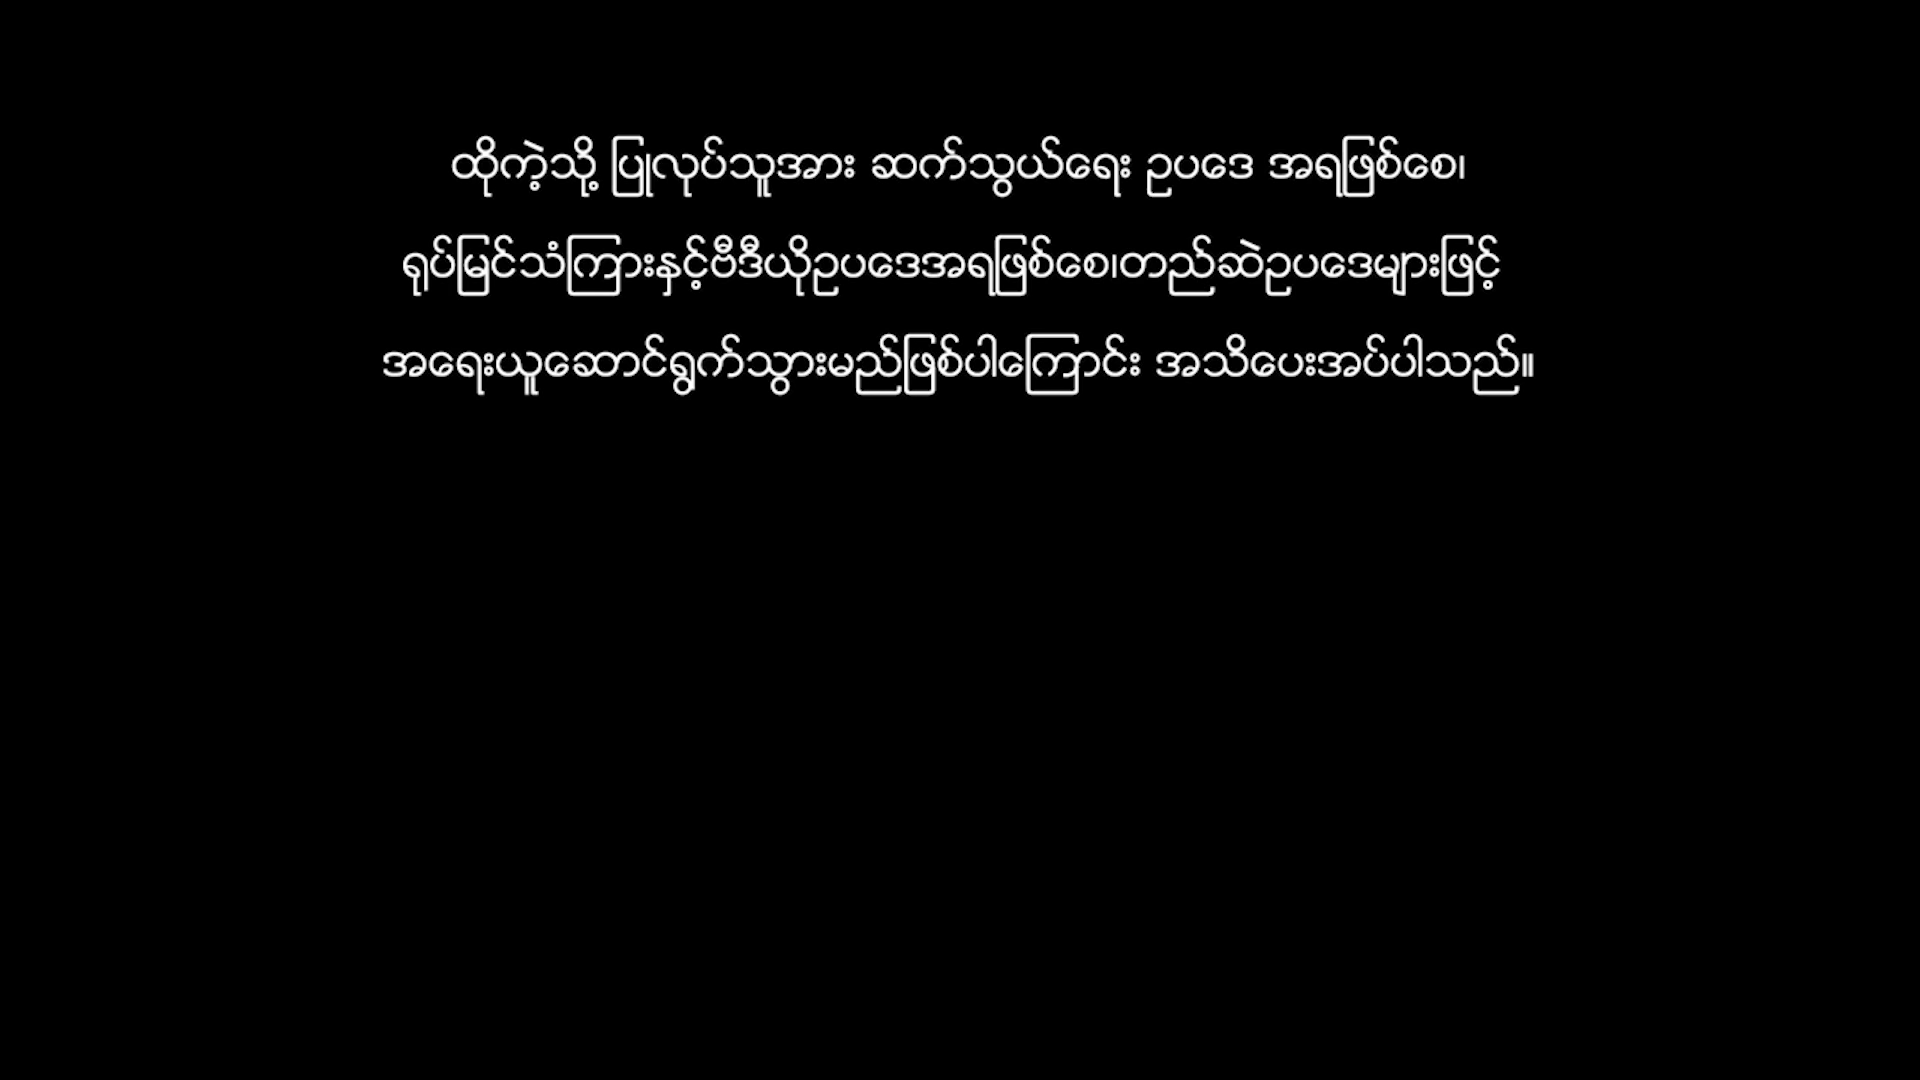 ထိုကဲ့သို့ ပြုလုပ်သူအား ဆက်သွယ်ရေး ဥပဒေ အရဖြစ်စေ၊
ရုပ်မြင်သံကြားနှင့်ဗီဒီယိုဥပဒေအရဖြစ်စေ၊တည်ဆဲဥပဒေများဖြင့်
အရေးယူဆောင်ရွက်သွားမည်ဖြစ်ပါကြောင်း အသိပေးအပ်ပါသည်။